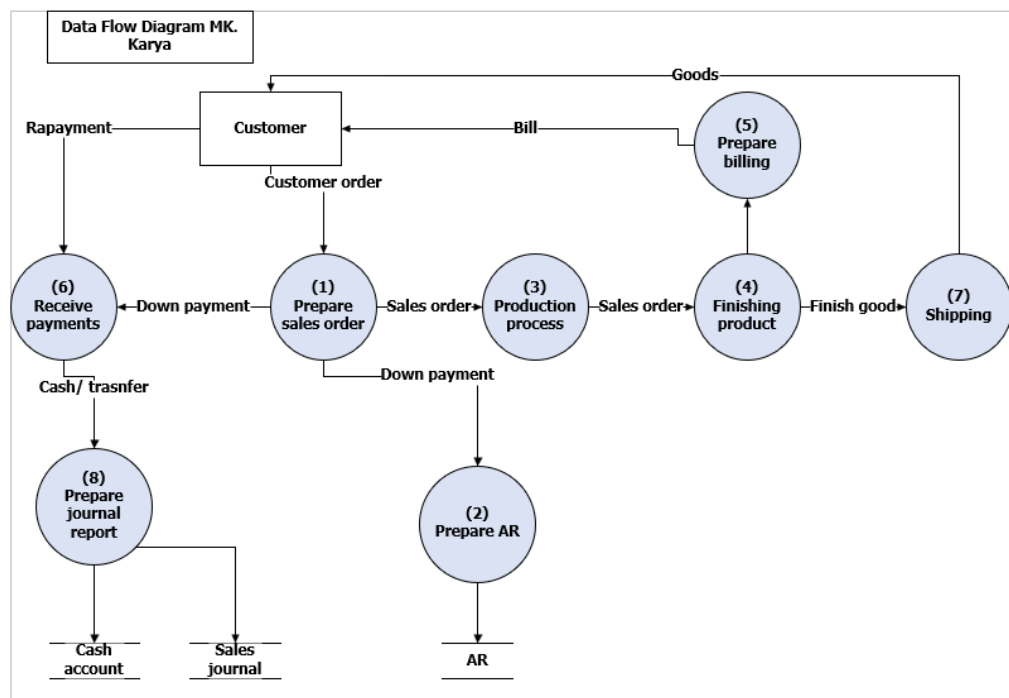 Data Flow Diagram MK.
Karya
Goods
Rapayment
Customer
Bill
(5)
Prepare
billing
Customer order
(6)
Receive
payments
Down payment
(1)
Prepare
sales order
Sales order
(3)
Production
process
Sales order
(4)
Finishing
product
Finish good
(7)
Shipping
Cash/ trasnfer
Down payment
(8)
Prepare
journal
report
(2)
Prepare AR
Cash
account
Sales
journal
AR